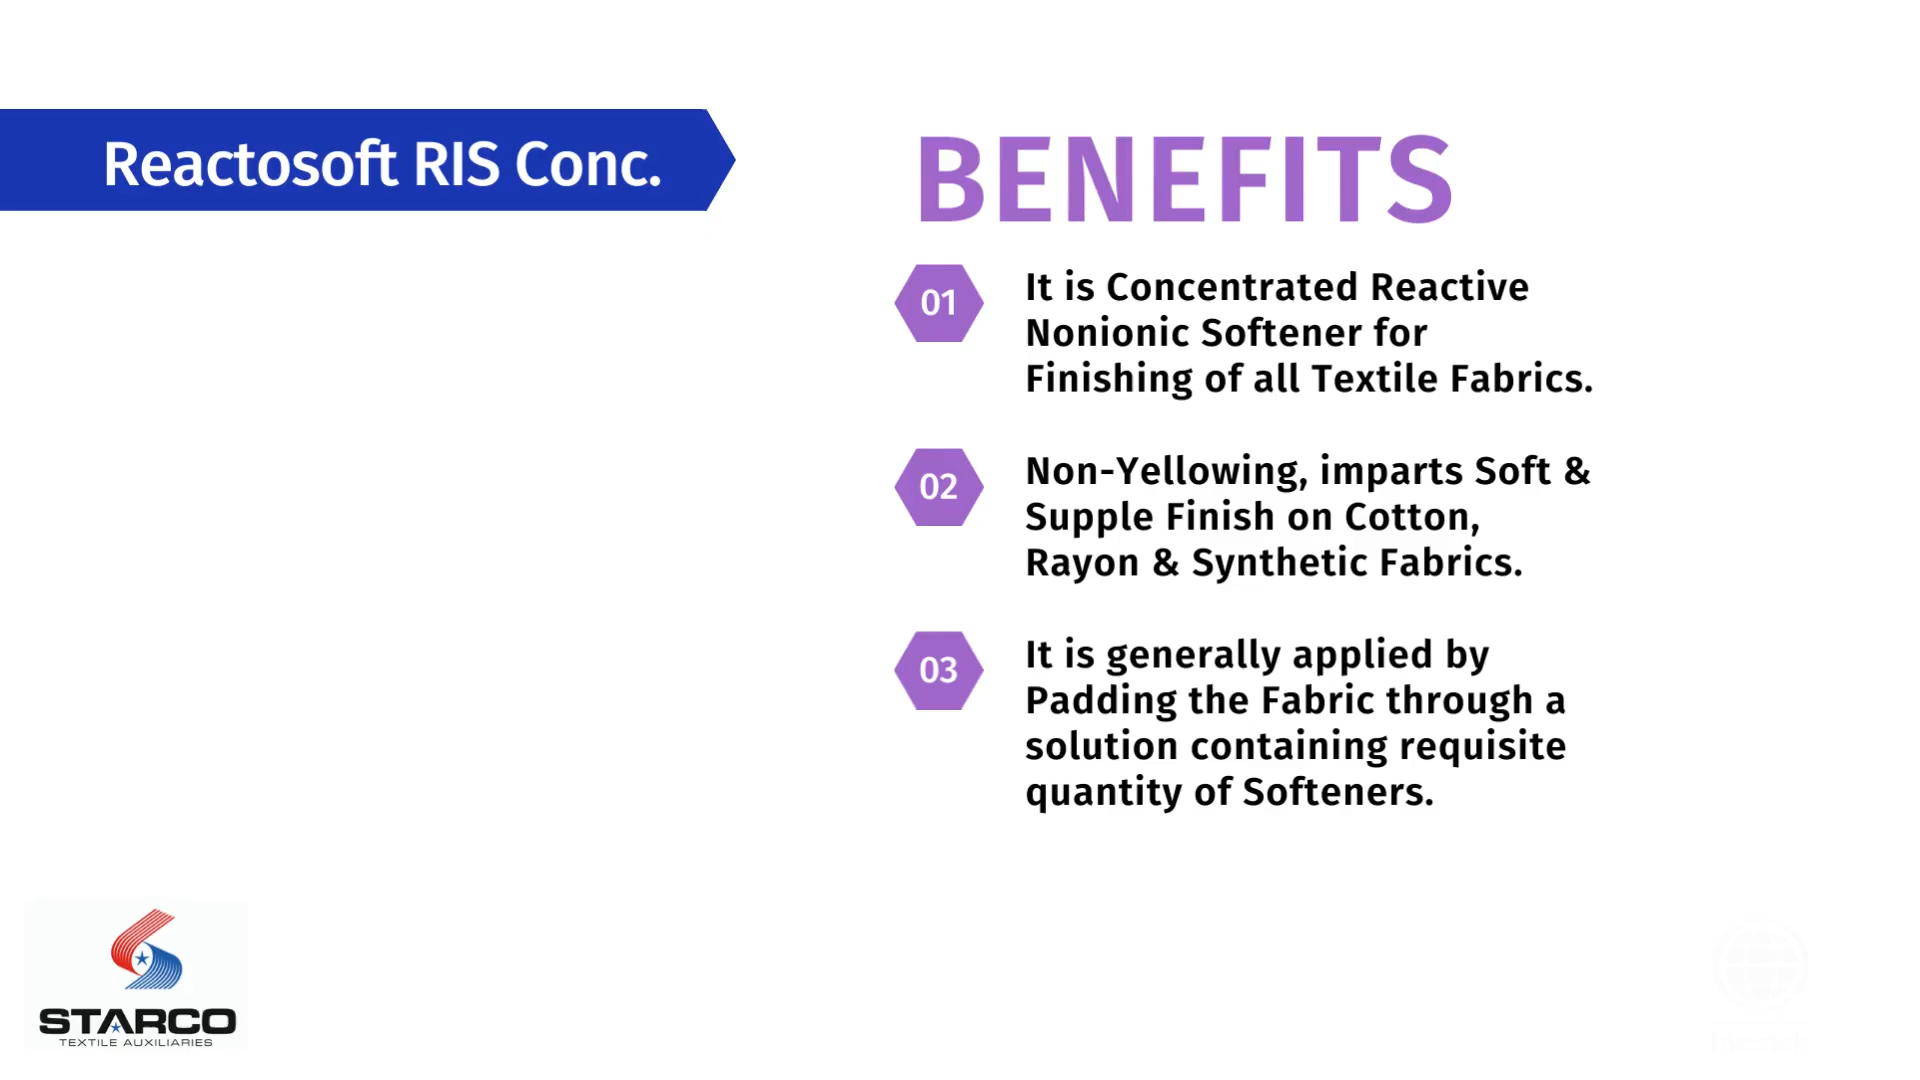 Reactosoft RIS Conc.
BENEFITS
01
It is Concentrated Reactive
Nonionic Softener for
Finishing of all Textile Fabrics.
02
Non-Yellowing, imparts Soft &
Supple Finish on Cotton,
Rayon & Synthetic Fabrics.
03
It is generally applied by
Padding the Fabric through a
solution containing requisite
quantity of Softeners.
STARCO
TEXTILE AUXILIARIES